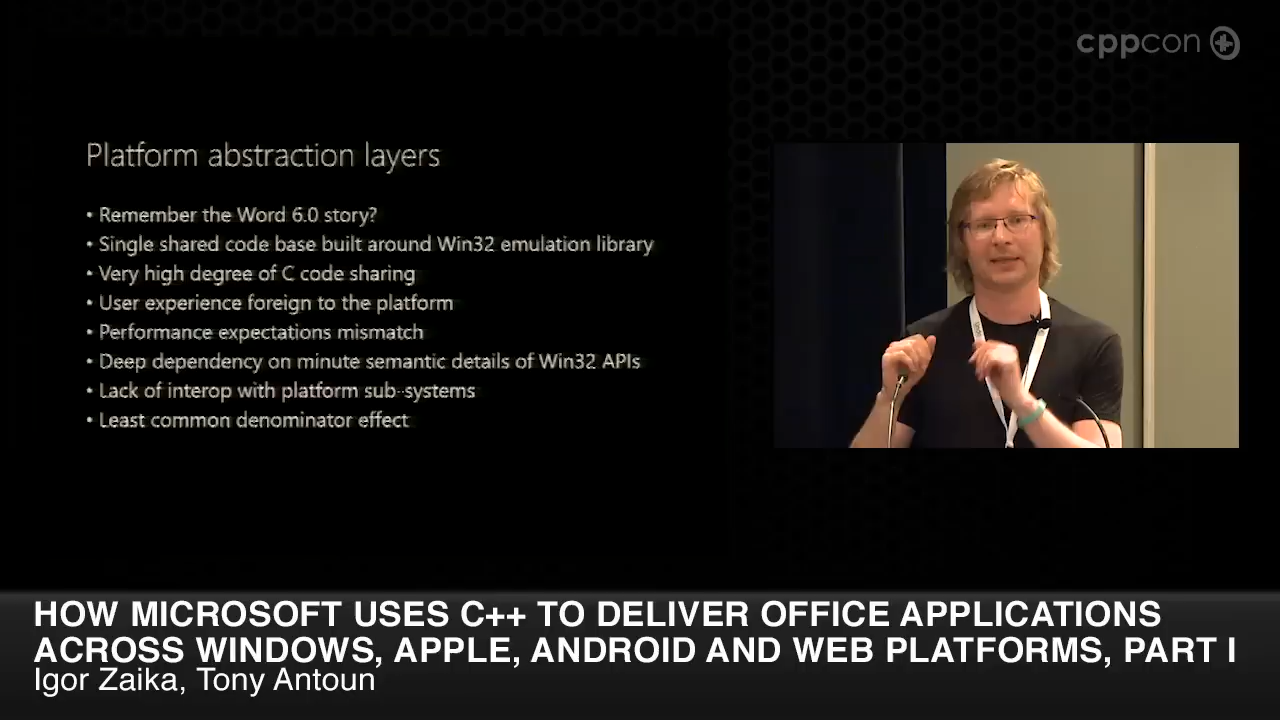 cppcon
Platform abstraction layers
• Remember the Word 6.0 story?
• Single shared code base built around Win32 emulation library
• Very high degree of C code sharing
• User experience foreign to the platform
• Performance expectations mismatch
• Deep dependency on minute semantic details of Win32 APIs
• Lack of interop with platform sub-systems
• Least common denominator effect
HOW MICROSOFT USES C++ TO DELIVER OFFICE APPLICATIONS
ACROSS WINDOWS, APPLE, ANDROID AND WEB PLATFORMS, PART I
Igor Zaika, Tony Antoun